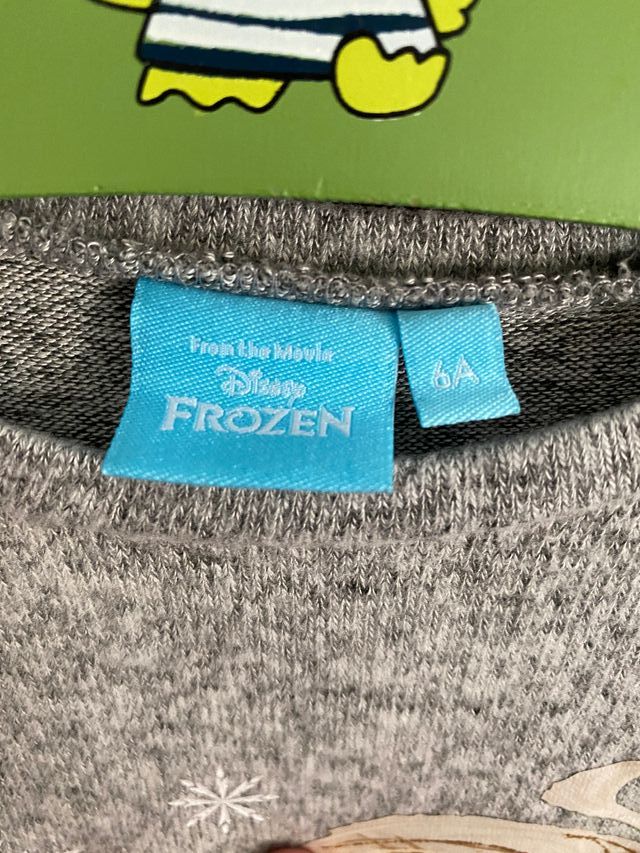 From the Movie
Disney
FROZEN
6A